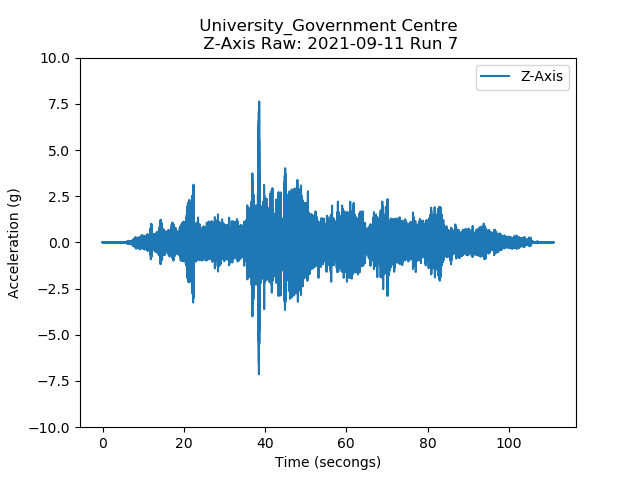 University_Government Centre
Z-Axis Raw: 2021-09-11 Run 7
Z-Axis
10.0
7.5
5.0
2.5
0.0
−2.5
−5.0
−7.5
−10.0
Acceleration (g)
0 20 40 60 80 100
Time (secongs)